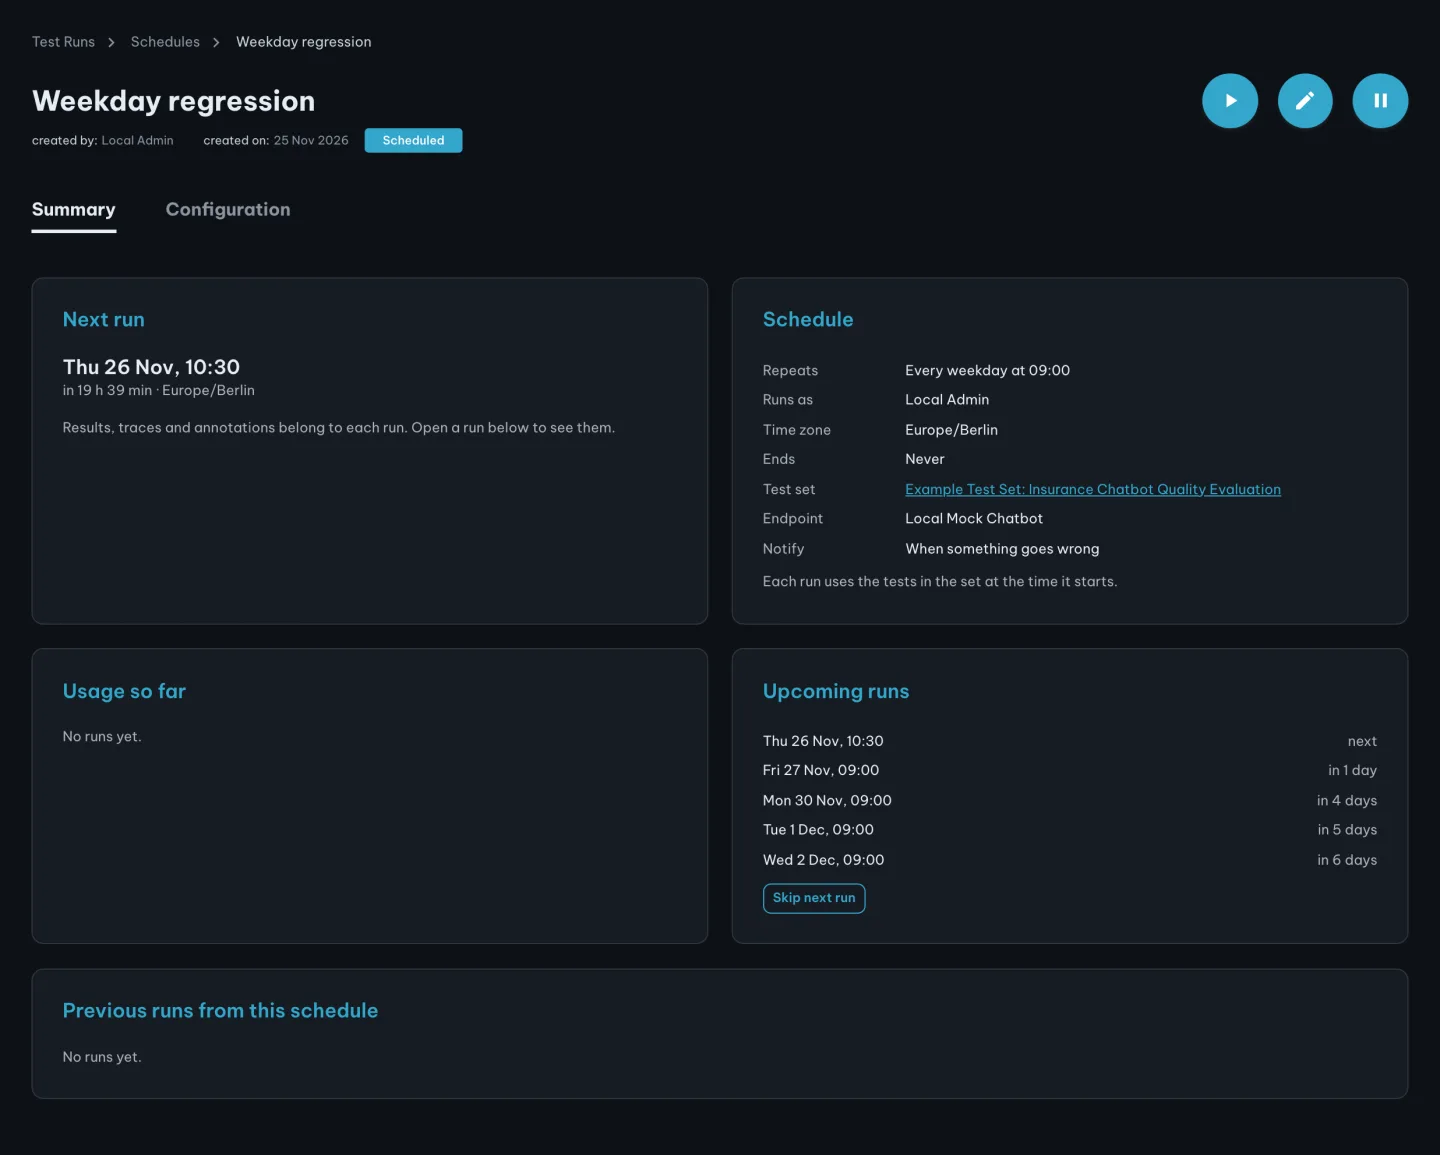 Test Runs > Schedules > Weekday regression
Weekday regression
created by: Local Admin created on: 25 Nov 2026 Scheduled
Summary Configuration
Next run
Thu 26 Nov, 10:30
in 19 h 39 min · Europe/Berlin
Results, traces and annotations belong to each run. Open a run below to see them.
Schedule
Repeats Every weekday at 09:00
Runs as Local Admin
Time zone Europe/Berlin
Ends Never
Test set Example Test Set: Insurance Chatbot Quality Evaluation
Endpoint Local Mock Chatbot
Notify When something goes wrong
Each run uses the tests in the set at the time it starts.
Usage so far
No runs yet.
Upcoming runs
Thu 26 Nov, 10:30 next
Fri 27 Nov, 09:00 in 1 day
Mon 30 Nov, 09:00 in 4 days
Tue 1 Dec, 09:00 in 5 days
Wed 2 Dec, 09:00 in 6 days
Skip next run
Previous runs from this schedule
No runs yet.